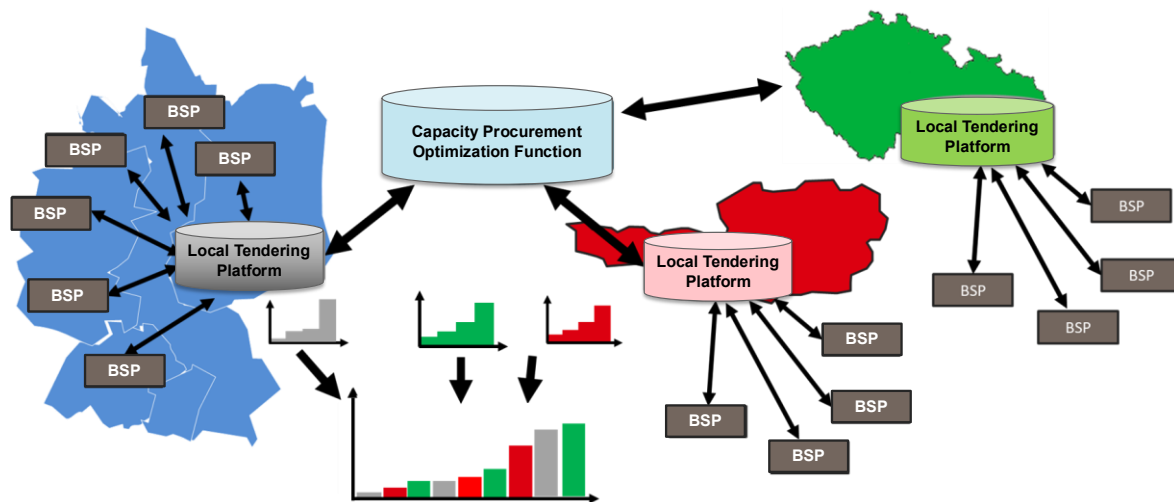 BSP
BSP
BSP
BSP
BSP
BSP
Local Tendering
Platform
Capacity Procurement
Optimization Function
Local Tendering
Platform
BSP
BSP
BSP
BSP
Local Tendering
Platform
BSP
BSP
BSP
BSP